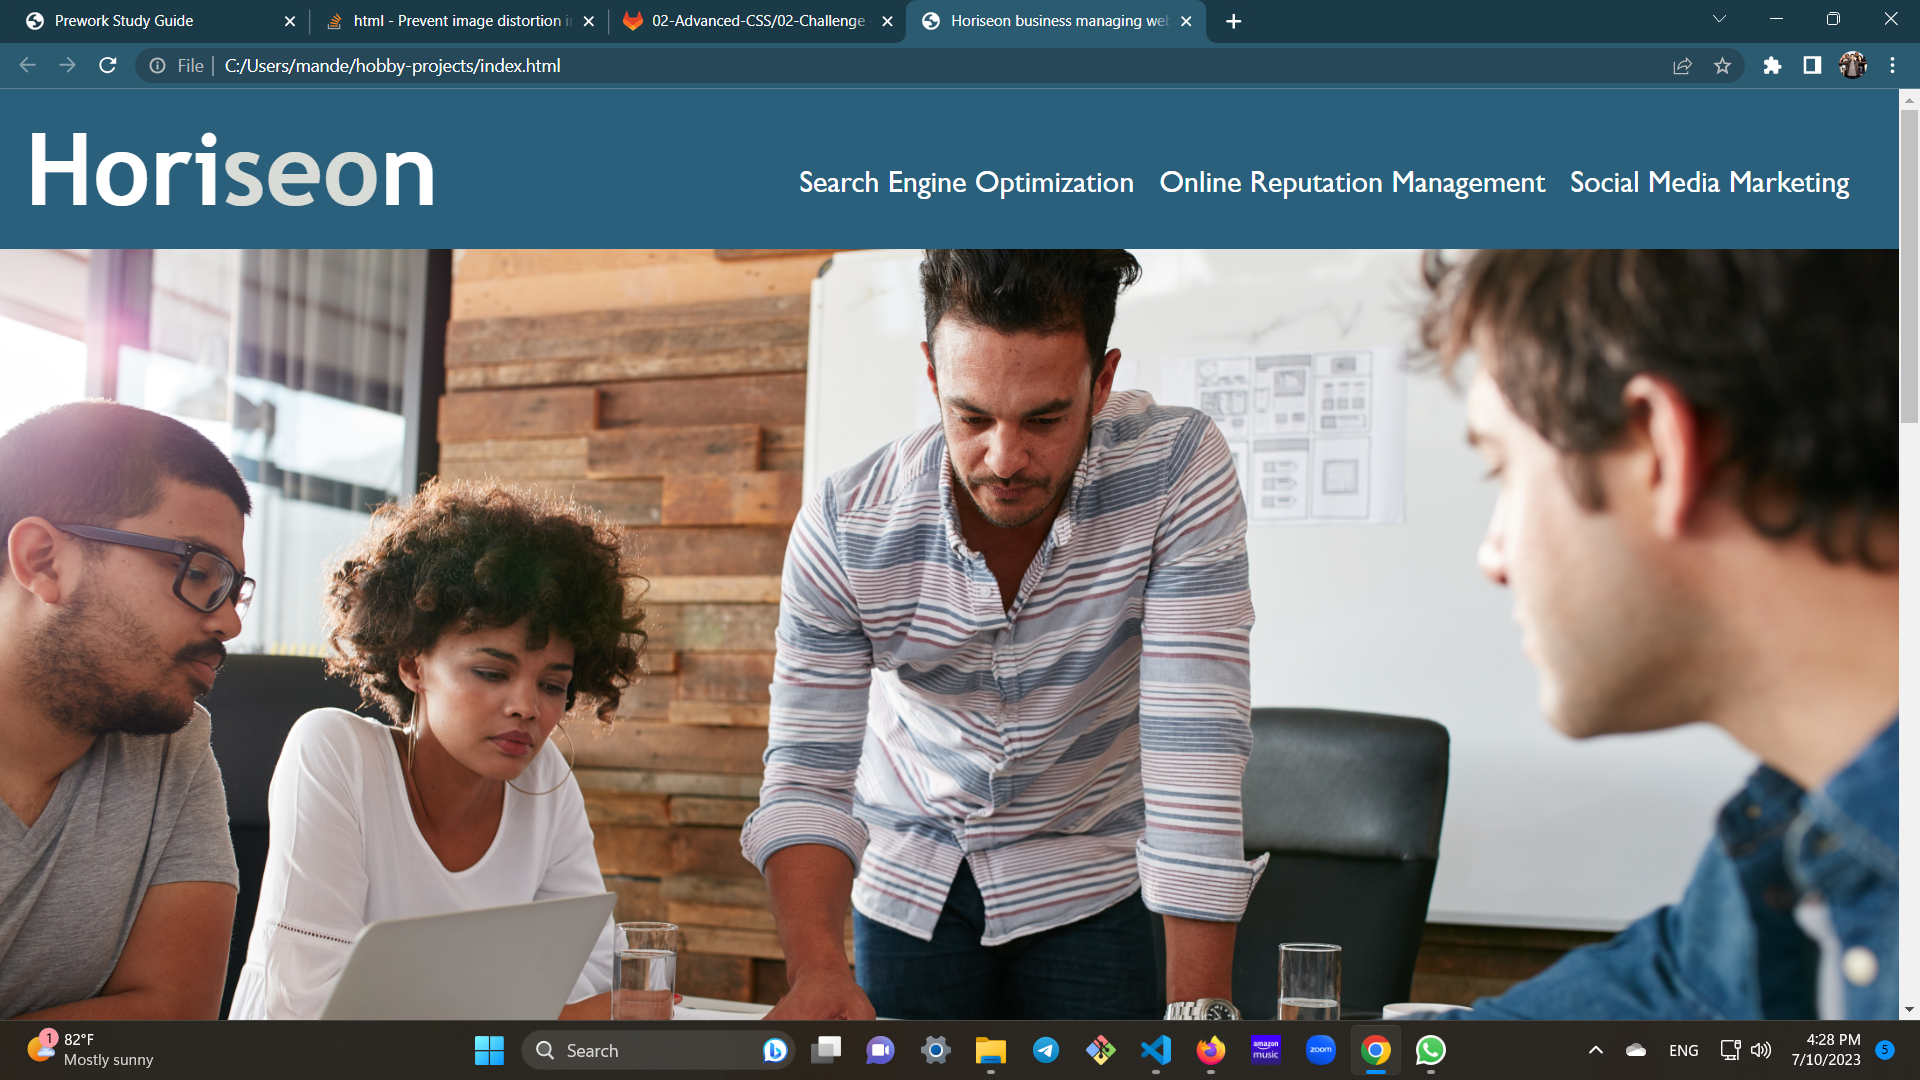 Prework Study Guide
html - Prevent image distortion i
02-Advanced-CSS/02-Challenge
Horiseon business managing we
File
C:/Users/mande/hobby-projects/index.html
Horiseon
Search Engine Optimization
Online Reputation Management
Social Media Marketing
1
82°F
Mostly sunny
Search
amazon music
zoom
ENG
4:28 PM
7/10/2023
5